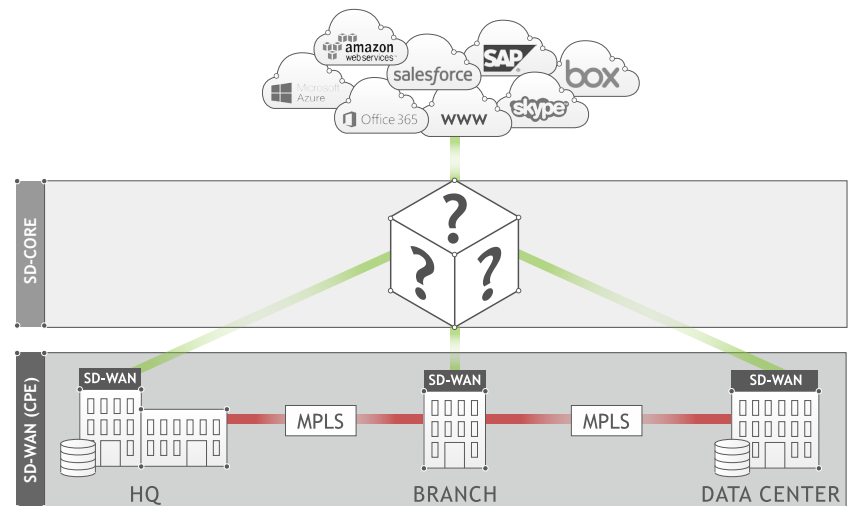 amazon
webservices™
SAP
salesforce
box
Microsoft
Azure
skype
Office 365
WWW
SD-CORE
?
? ?
SD-WAN (CPE)
SD-WAN SD-WAN SD-WAN
MPLS MPLS
HQ BRANCH DATA CENTER